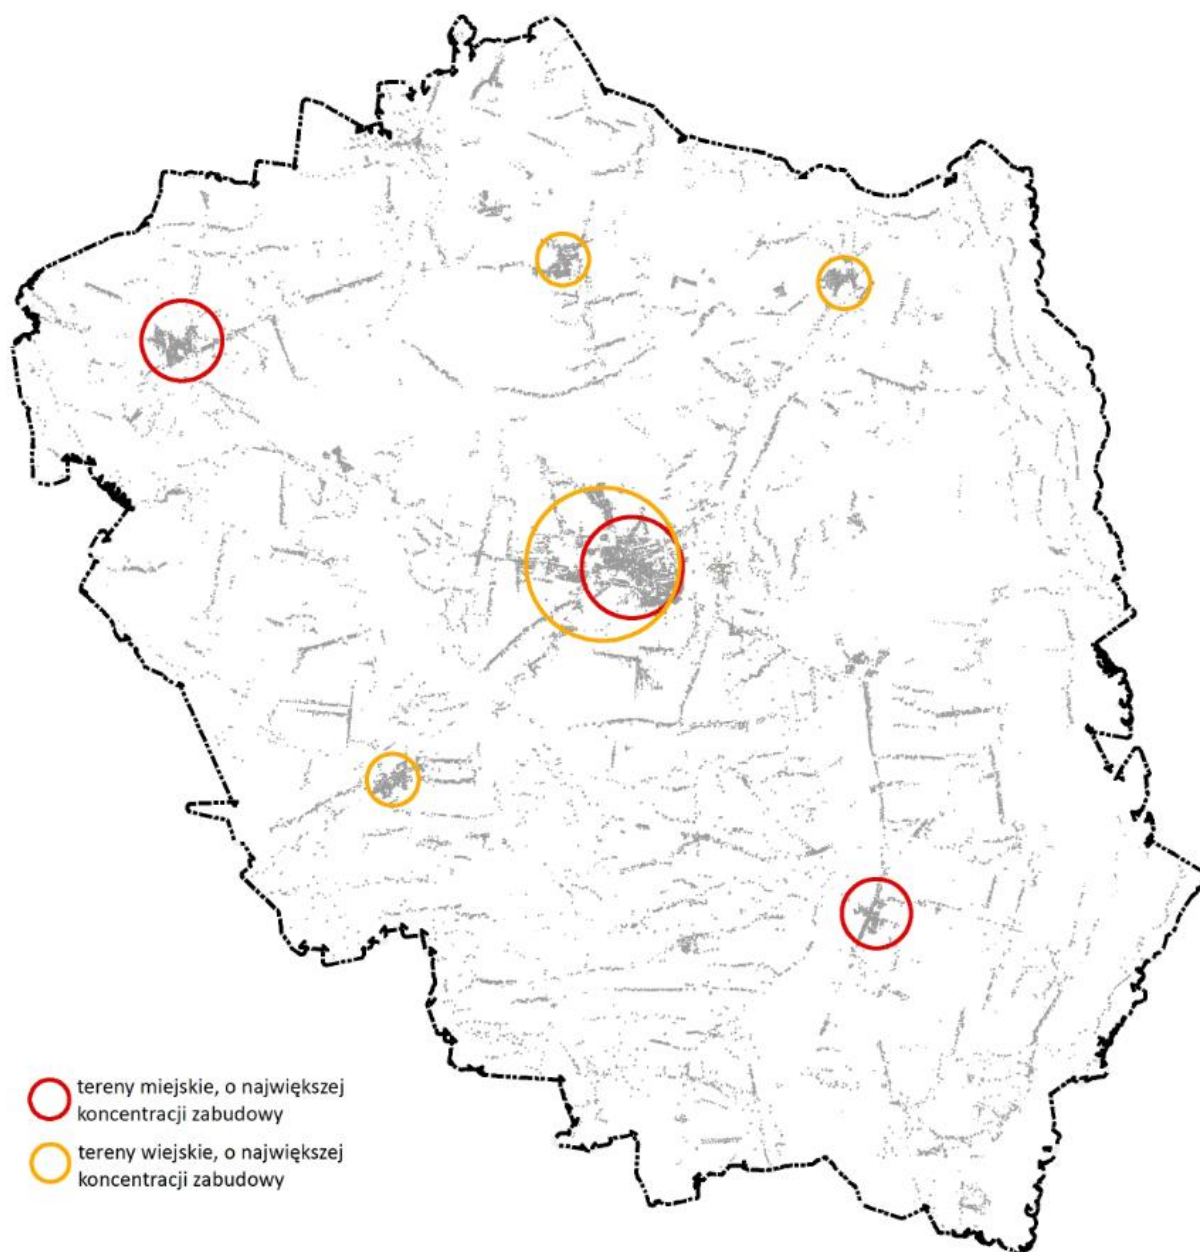 tereny miejskie, o największej
koncentracji zabudowy
tereny wiejskie, o największej
koncentracji zabudowy